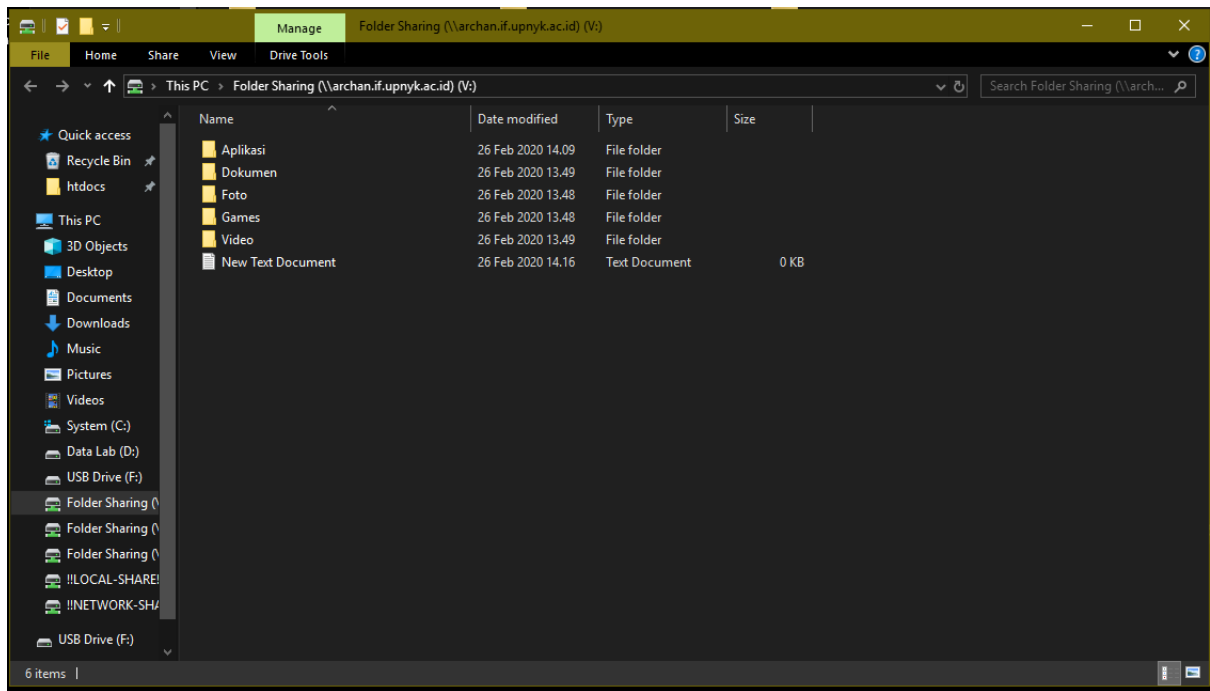 Manage
Folder Sharing (\\archan.if.upnyk.ac.id) (V:)
File Home Share View Drive Tools
This PC > Folder Sharing (\\archan.if.upnyk.ac.id) (V:)
Search Folder Sharing (\\arch...
Name Date modified Type Size
Quick access
Recycle Bin
htdocs
This PC
3D Objects
Desktop
Documents
Downloads
Music
Pictures
Videos
System (C:)
Data Lab (D:)
USB Drive (F:)
Folder Sharing (\
Folder Sharing (\
Folder Sharing (\
!!LOCAL-SHARE!
!!NETWORK-SHA
USB Drive (F:)
Aplikasi 26 Feb 2020 14.09 File folder
Dokumen 26 Feb 2020 13.49 File folder
Foto 26 Feb 2020 13.48 File folder
Games 26 Feb 2020 13.48 File folder
Video 26 Feb 2020 13.49 File folder
New Text Document 26 Feb 2020 14.16 Text Document 0 KB
6 items